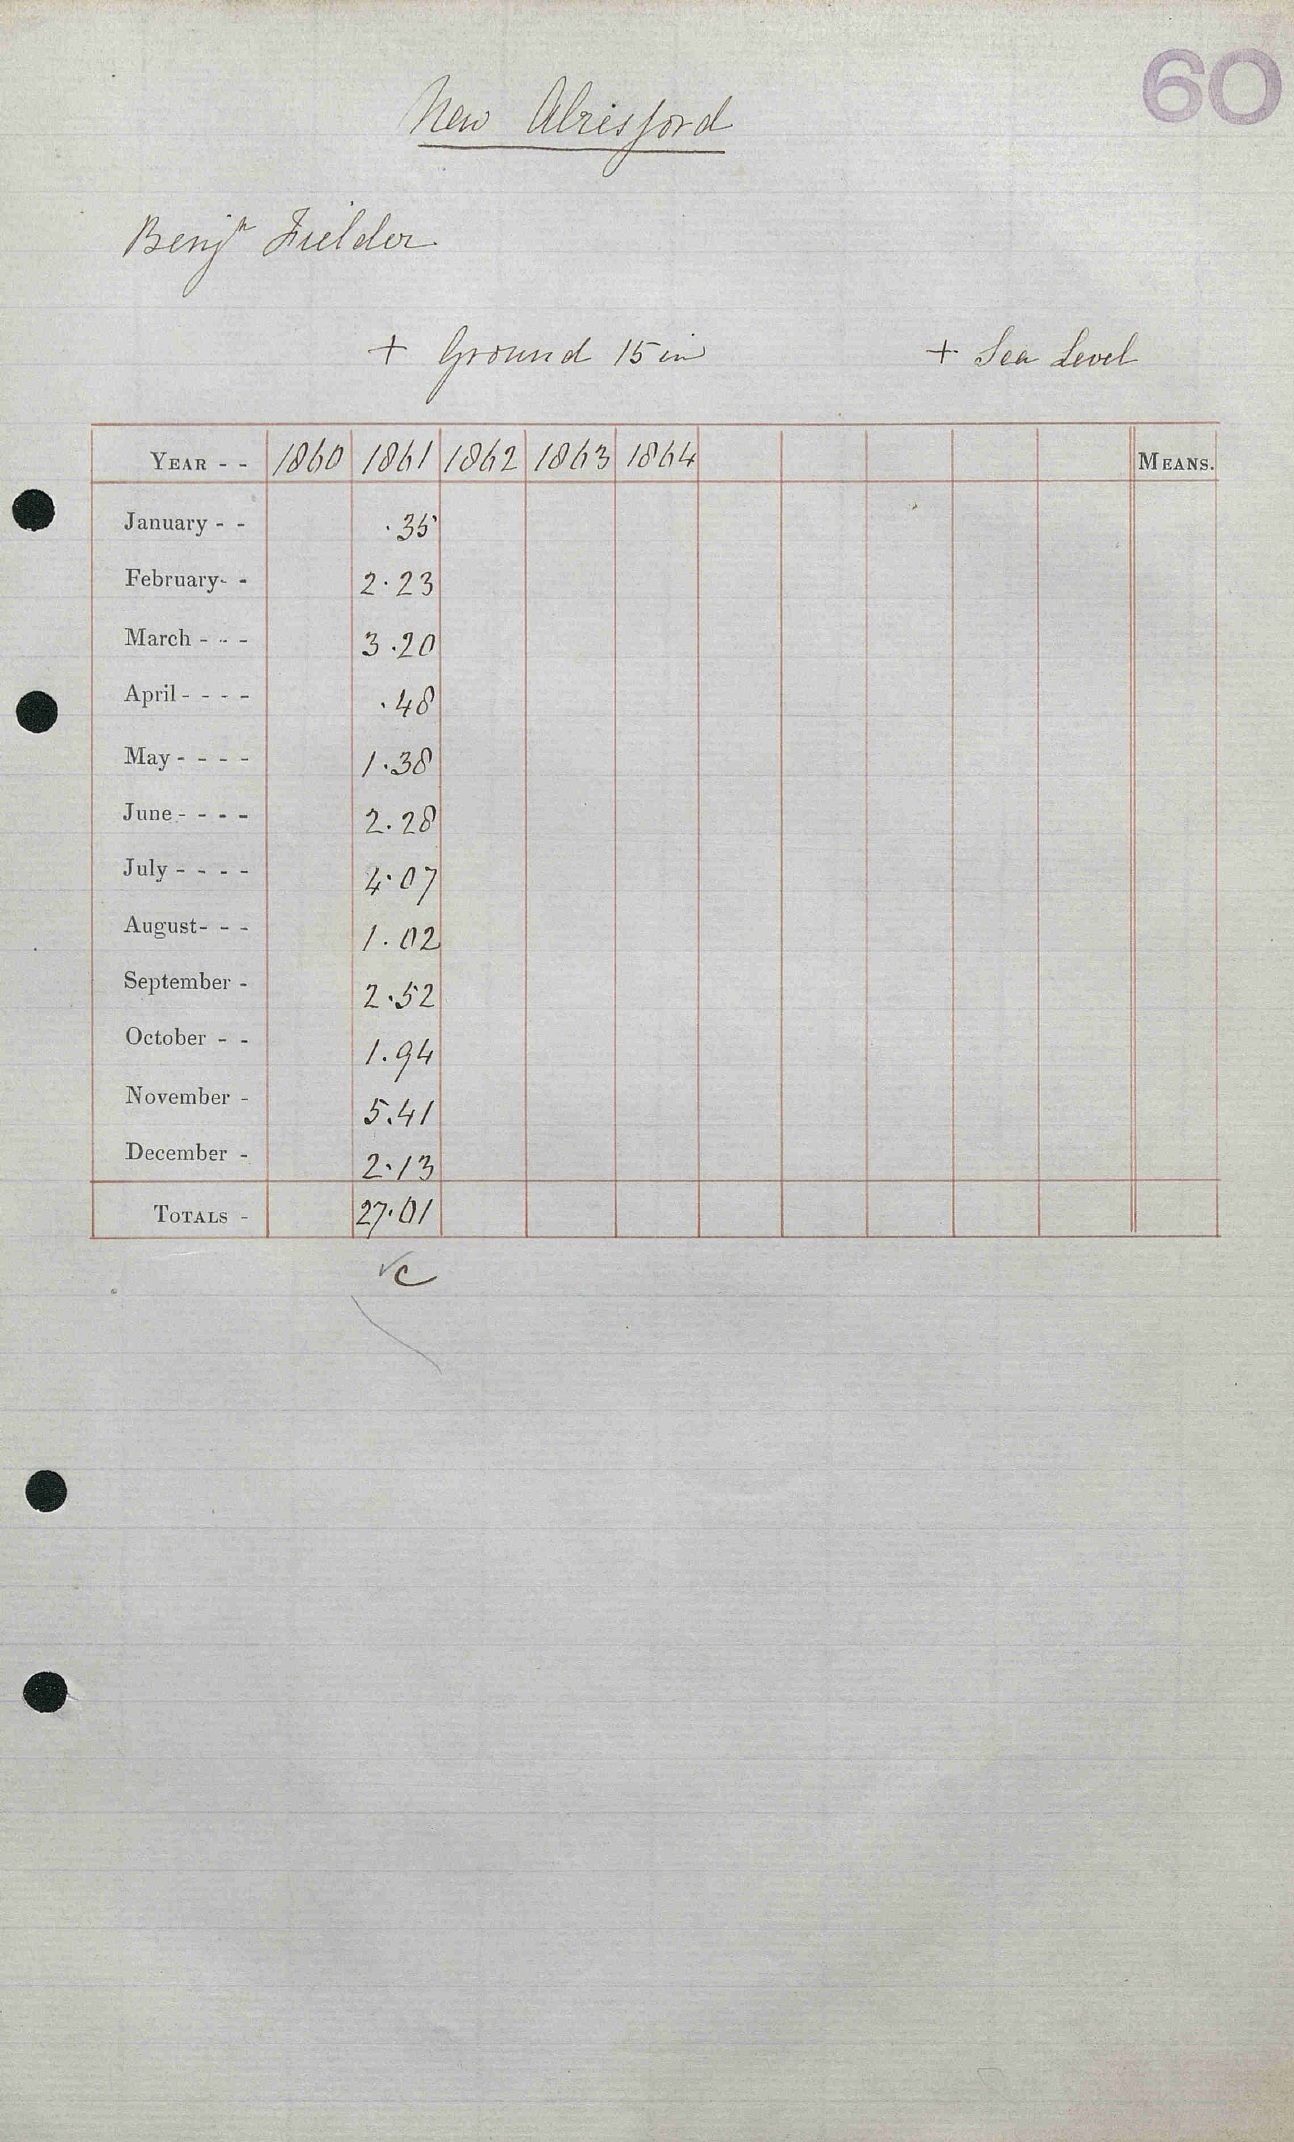 60
New Alresford
Benjn Fielder
+ Ground 15 in + Sea Level
YEAR - - 1860 1861 1862 1863 1864 MEANS.
January - - .35
February- - 2.23
March - - - 3.20
April - - - - .48
May - - - - 1.38
June - - - - 2.28
July - - - - 4.07
August- - - 1.02
September - 2.52
October - - 1.94
November - 5.41
December - 2.13
TOTALS - 27.01
✓c